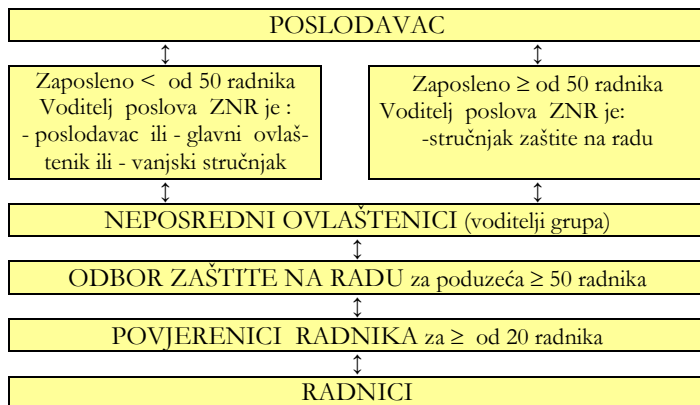 POSLODAVAC
↕ ↕
Zaposleno < od 50 radnika
Voditelj poslova ZNR je :
- poslodavac ili - glavni ovlaš-
tenik ili - vanjski stručnjak
Zaposleno ≥ od 50 radnika
Voditelj poslova ZNR je:
-stručnjak zaštite na radu
↕ ↕
NEPOSREDNI OVLAŠTENICI (voditelji grupa)
↕
ODBOR ZAŠTITE NA RADU za poduzeća ≥ 50 radnika
↕
POVJERENICI RADNIKA za ≥ od 20 radnika
↕
RADNICI